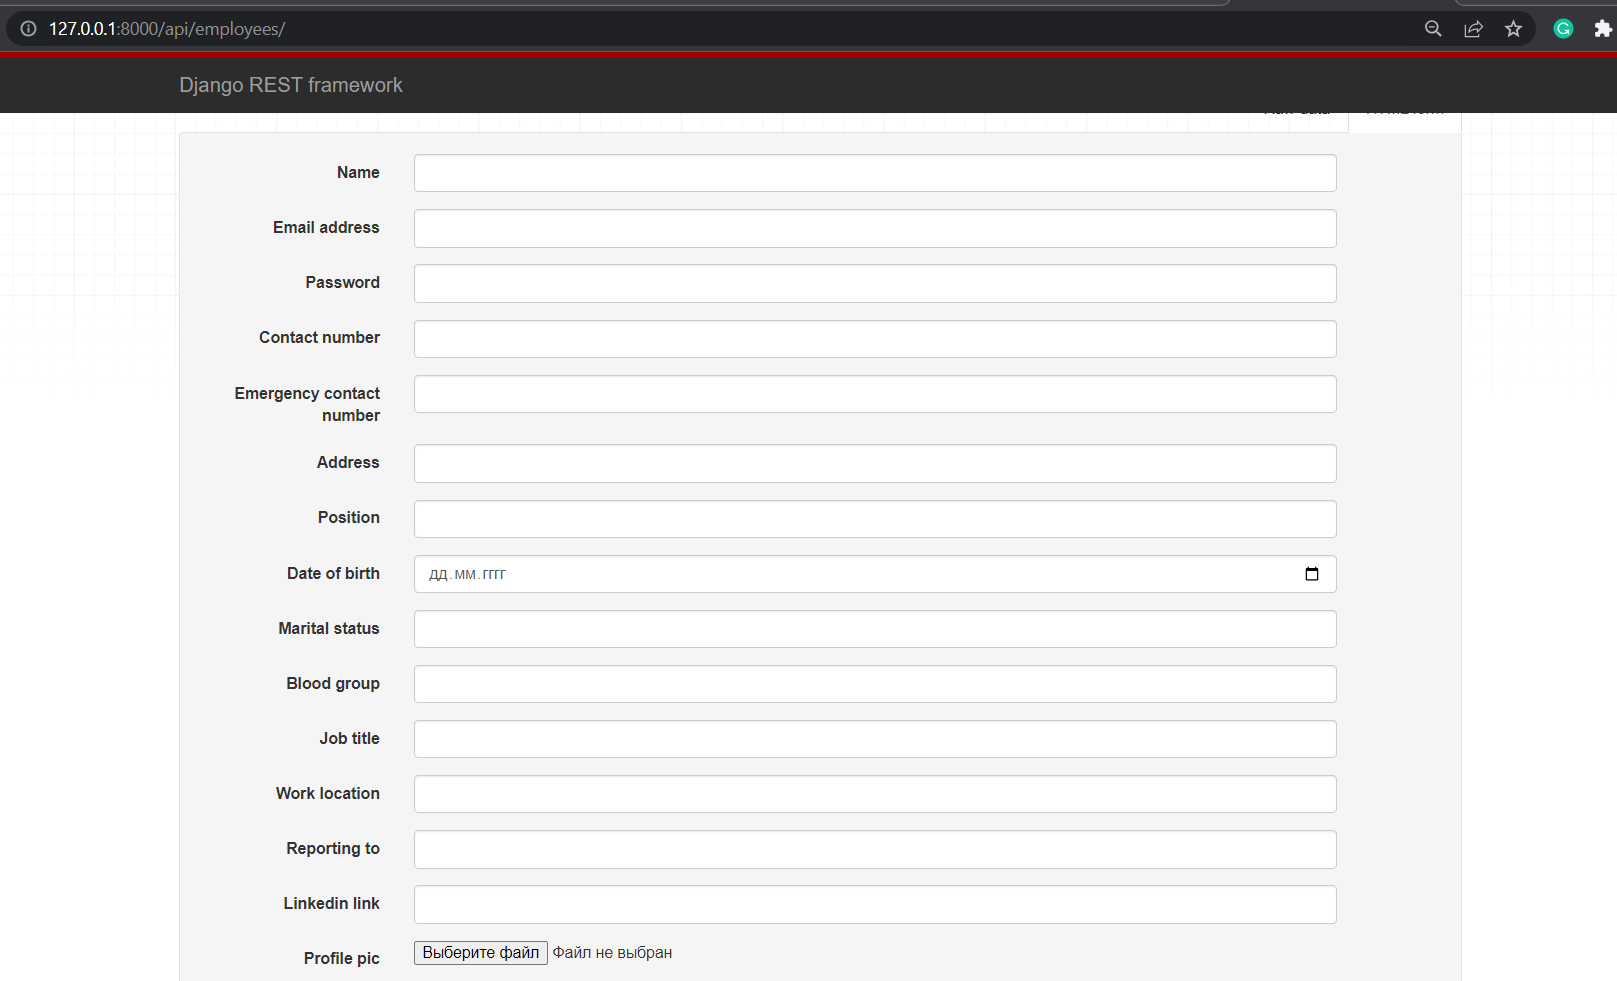 127.0.0.1:8000/api/employees/
Django REST framework
Name
Email address
Password
Contact number
Emergency contact
number
Address
Position
Date of birth
дд.мм.гггг
Marital status
Blood group
Job title
Work location
Reporting to
Linkedin link
Profile pic
Выберите файл Файл не выбран